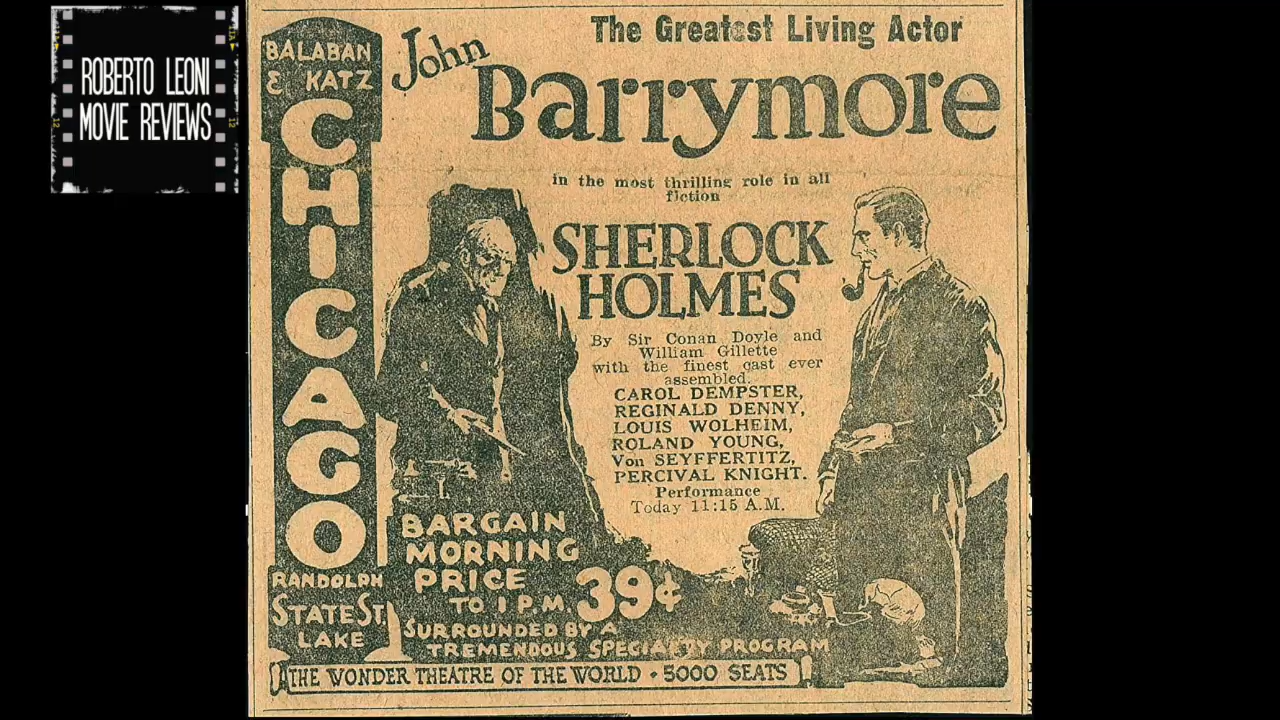 ROBERTO LEONI
MOVIE REVIEWS
BALABAN
& KATZ
CHICAGO
RANDOLPH
STATE ST.
LAKE
The Greatest Living Actor
John
Barrymore
in the most thrilling role in all
fiction
SHERLOCK
HOLMES
By Sir Conan Doyle and
William Gillette
with the finest cast ever
assembled.
CAROL DEMPSTER,
REGINALD DENNY,
LOUIS WOLHEIM,
ROLAND YOUNG,
Von SEYFFERTITZ,
PERCIVAL KNIGHT.
Performance
Today 11:15 A.M.
BARGAIN
MORNING
PRICE
TO 1 P.M. 39¢
SURROUNDED BY A
TREMENDOUS SPECIALTY PROGRAM
THE WONDER THEATRE OF THE WORLD - 5000 SEATS